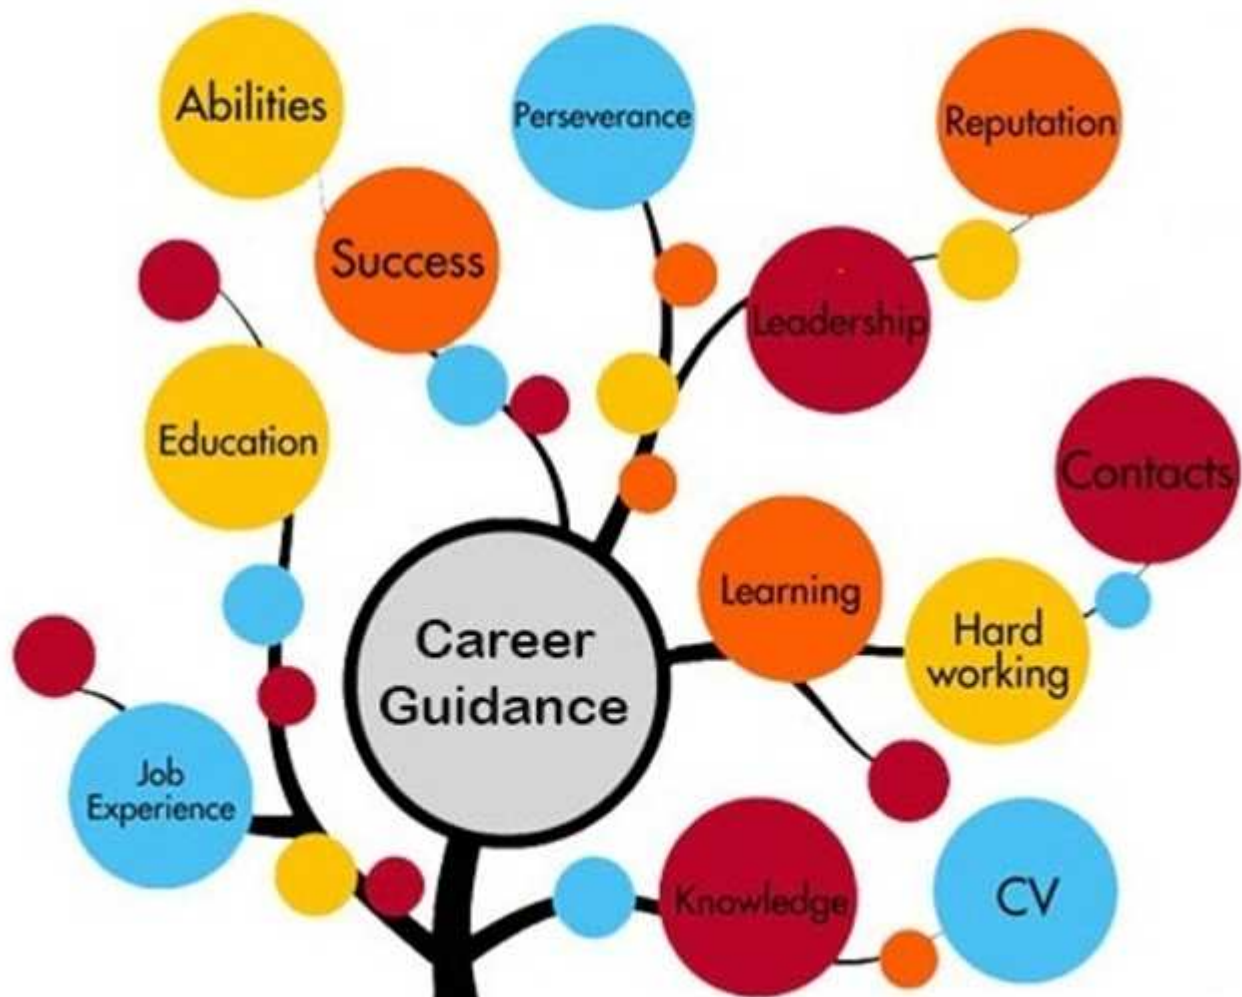 Abilities
Perseverance
Reputation
Success
Leadership
Education
Contacts
Learning
Hard
working
Career
Guidance
Job
Experience
Knowledge
CV